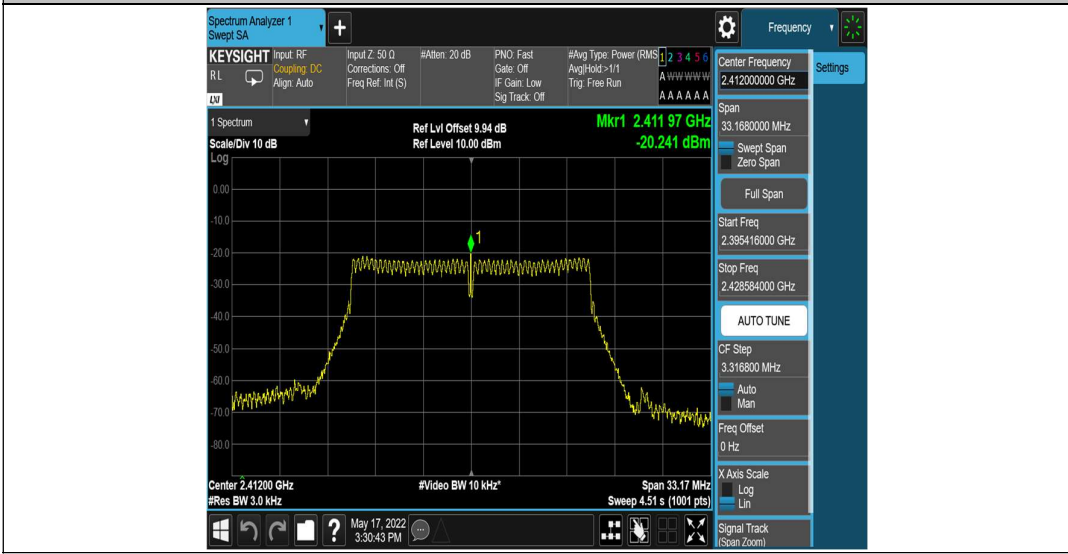 Spectrum Analyzer 1
Swept SA
+
Frequency
KEYSIGHT
RL
LXI
Input: RF
Coupling: DC
Align: Auto
Input Z: 50 Ω
Corrections: Off
Freq Ref: Int (S)
#Atten: 20 dB
PNO: Fast
Gate: Off
IF Gain: Low
Sig Track: Off
#Avg Type: Power (RMS
Avg|Hold:>1/1
Trig: Free Run
1 2 3 4 5 6
A W W W W W
A A A A A A
Center Frequency
2.412000000 GHz
Settings
Span
33.1680000 MHz
Swept Span
Zero Span
Full Span
Start Freq
2.395416000 GHz
Stop Freq
2.428584000 GHz
AUTO TUNE
CF Step
3.316800 MHz
Auto
Man
Freq Offset
0 Hz
X Axis Scale
Log
Lin
Signal Track
(Span Zoom)
1 Spectrum
Scale/Div 10 dB
Log
Ref Lvl Offset 9.94 dB
Ref Level 10.00 dBm
Mkr1 2.411 97 GHz
-20.241 dBm
0.00
-10.0
1
-20.0
-30.0
-40.0
-50.0
-60.0
-70.0
-80.0
Center 2.41200 GHz
#Res BW 3.0 kHz
#Video BW 10 kHz*
Span 33.17 MHz
Sweep 4.51 s (1001 pts)
?
May 17, 2022
3:30:43 PM